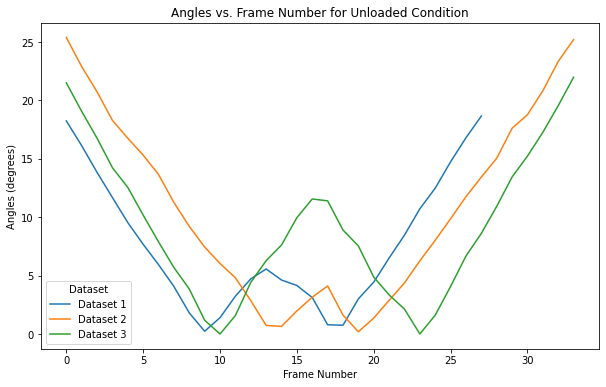 Angles vs. Frame Number for Unloaded Condition
Angles (degrees)
25
20
15
10
5
0
Dataset
Dataset 1
Dataset 2
Dataset 3
0 5 10 15 20 25 30
Frame Number